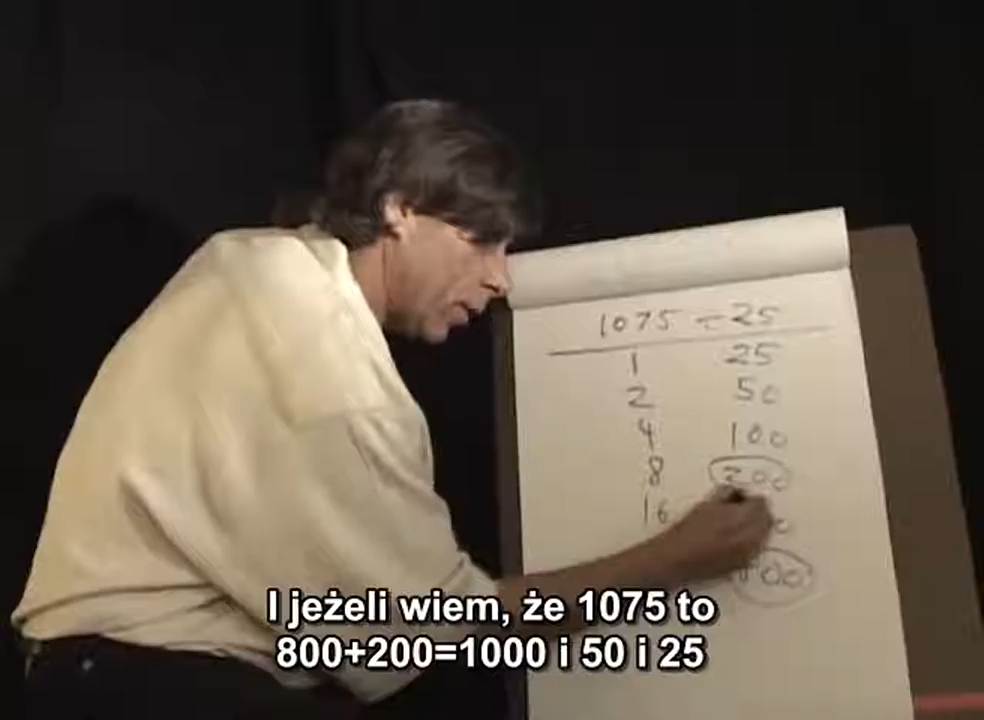 1075 ÷ 25
1 25
2 50
4 100
8 200
16
800
I jeżeli wiem, że 1075 to
800+200=1000 i 50 i 25